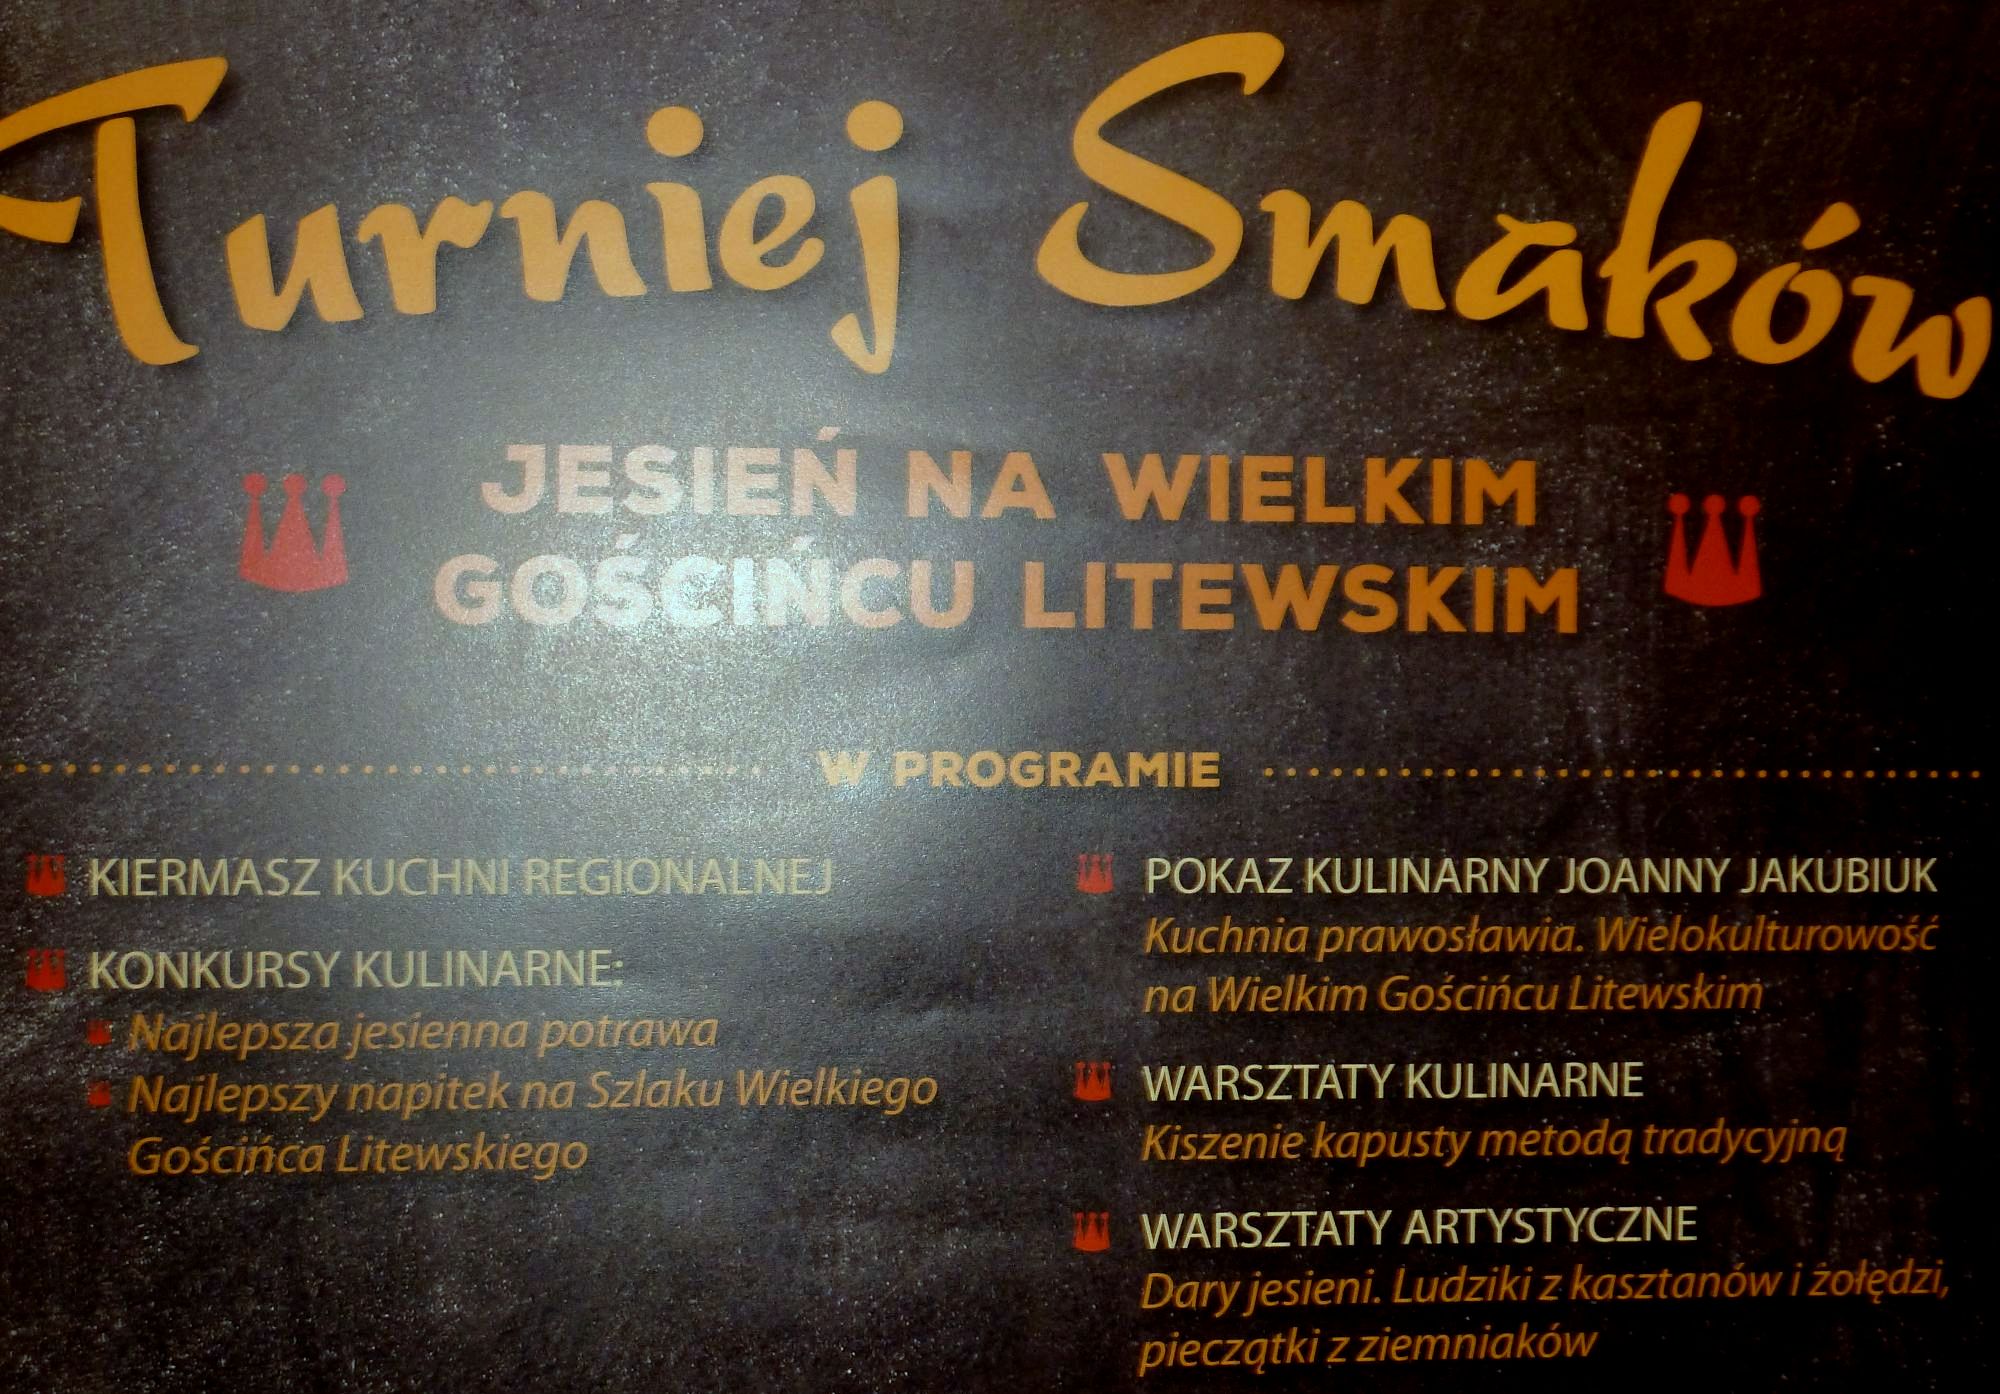 Turniej Smaków
JESIEŃ NA WIELKIM
GOŚCIŃCU LITEWSKIM
W PROGRAMIE
KIERMASZ KUCHNI REGIONALNEJ
KONKURSY KULINARNE:
Najlepsza jesienna potrawa
Najlepszy napitek na Szlaku Wielkiego
Gościńca Litewskiego
POKAZ KULINARNY JOANNY JAKUBIUK
Kuchnia prawosławia. Wielokulturowość
na Wielkim Gościńcu Litewskim
WARSZTATY KULINARNE
Kiszenie kapusty metodą tradycyjną
WARSZTATY ARTYSTYCZNE
Dary jesieni. Ludziki z kasztanów i żołędzi,
pieczątki z ziemniaków